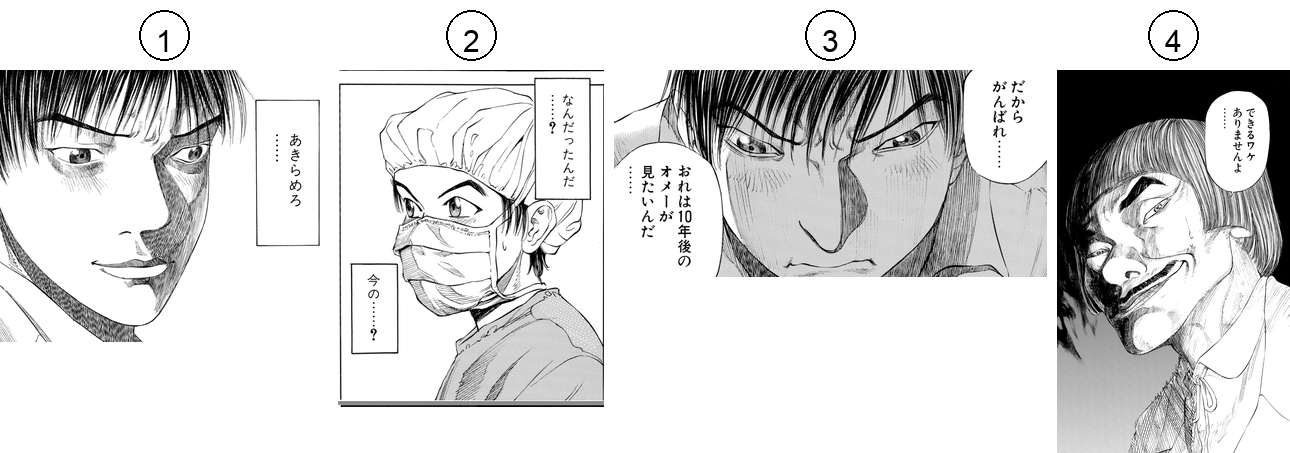 1
あきらめろ
……
2
なんだったんだ
……?
今の……?
3
だから
がんばれ……
おれは10年後の
オメーが
見たいんだ
……
4
できるワケ
ありませんよ
……